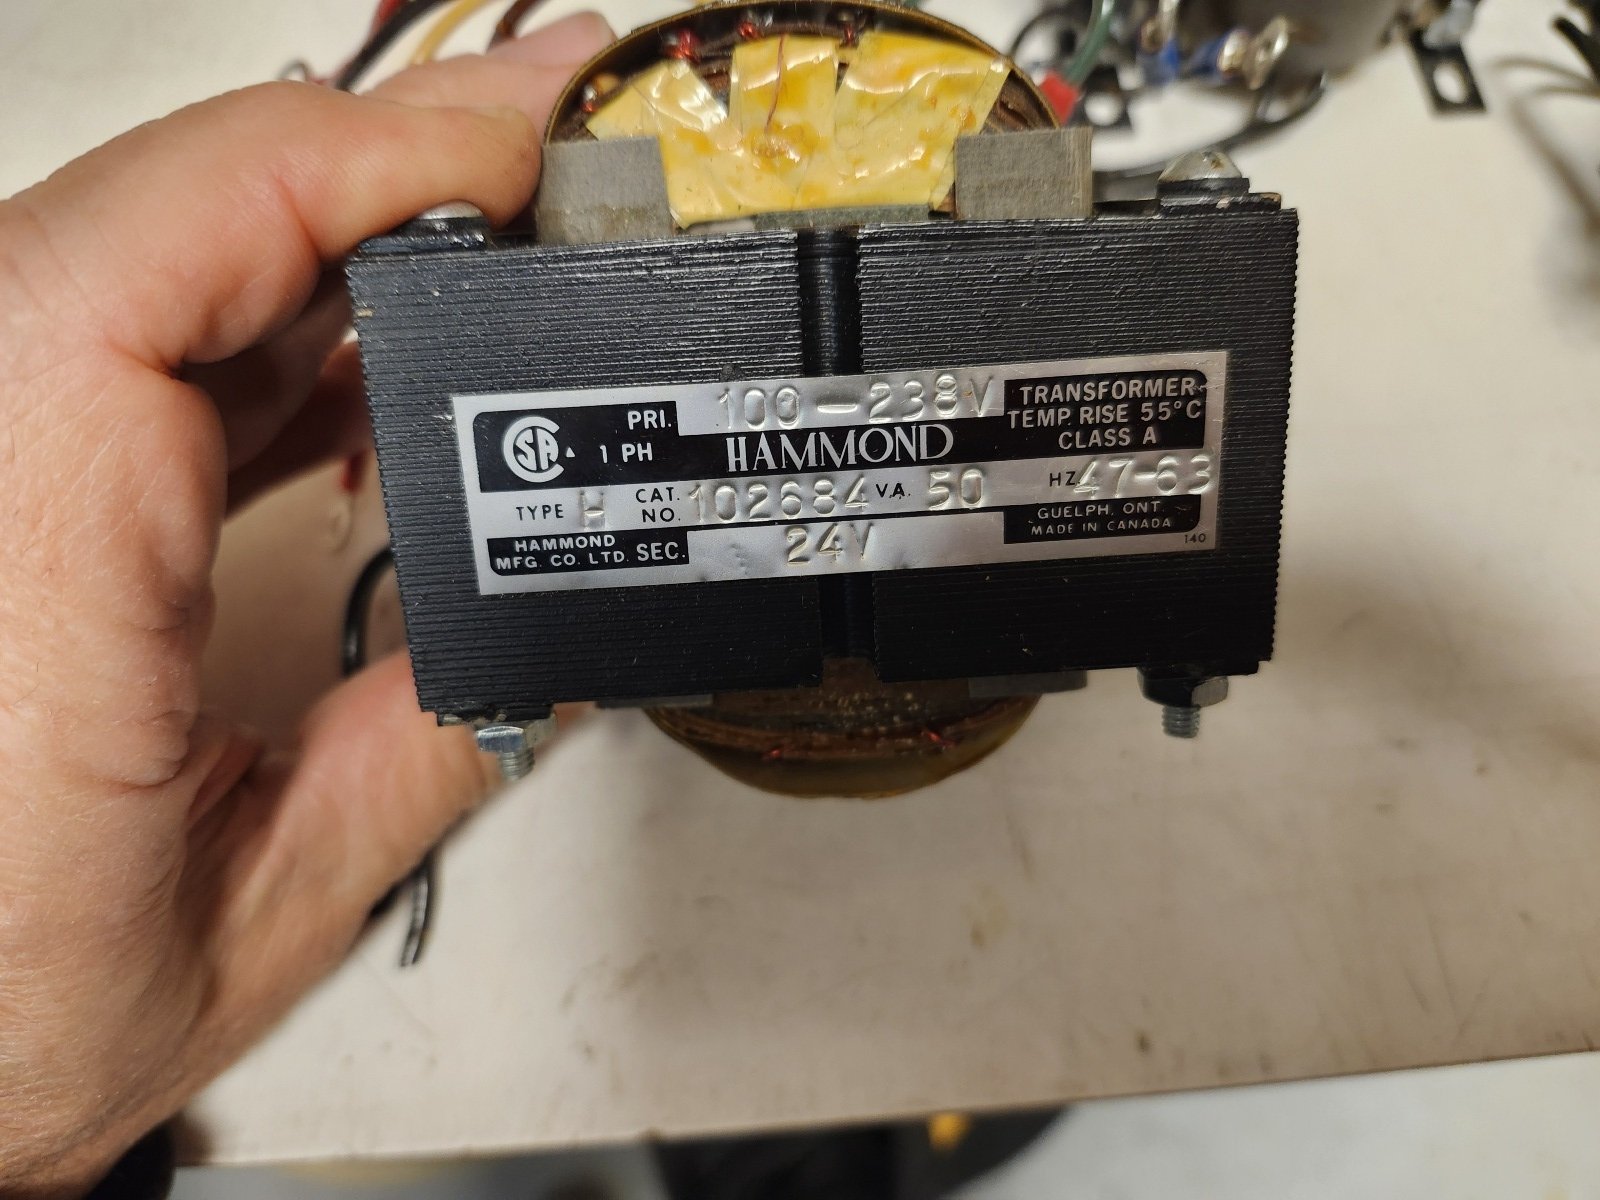 PRI. 100-238V TRANSFORMER
TEMP. RISE 55°C
CSA 1 PH HAMMOND CLASS A
TYPE H CAT. NO. 102684 V.A. 50 HZ. 47-63
HAMMOND MFG. CO. LTD. SEC. 24V GUELPH, ONT.
MADE IN CANADA
140